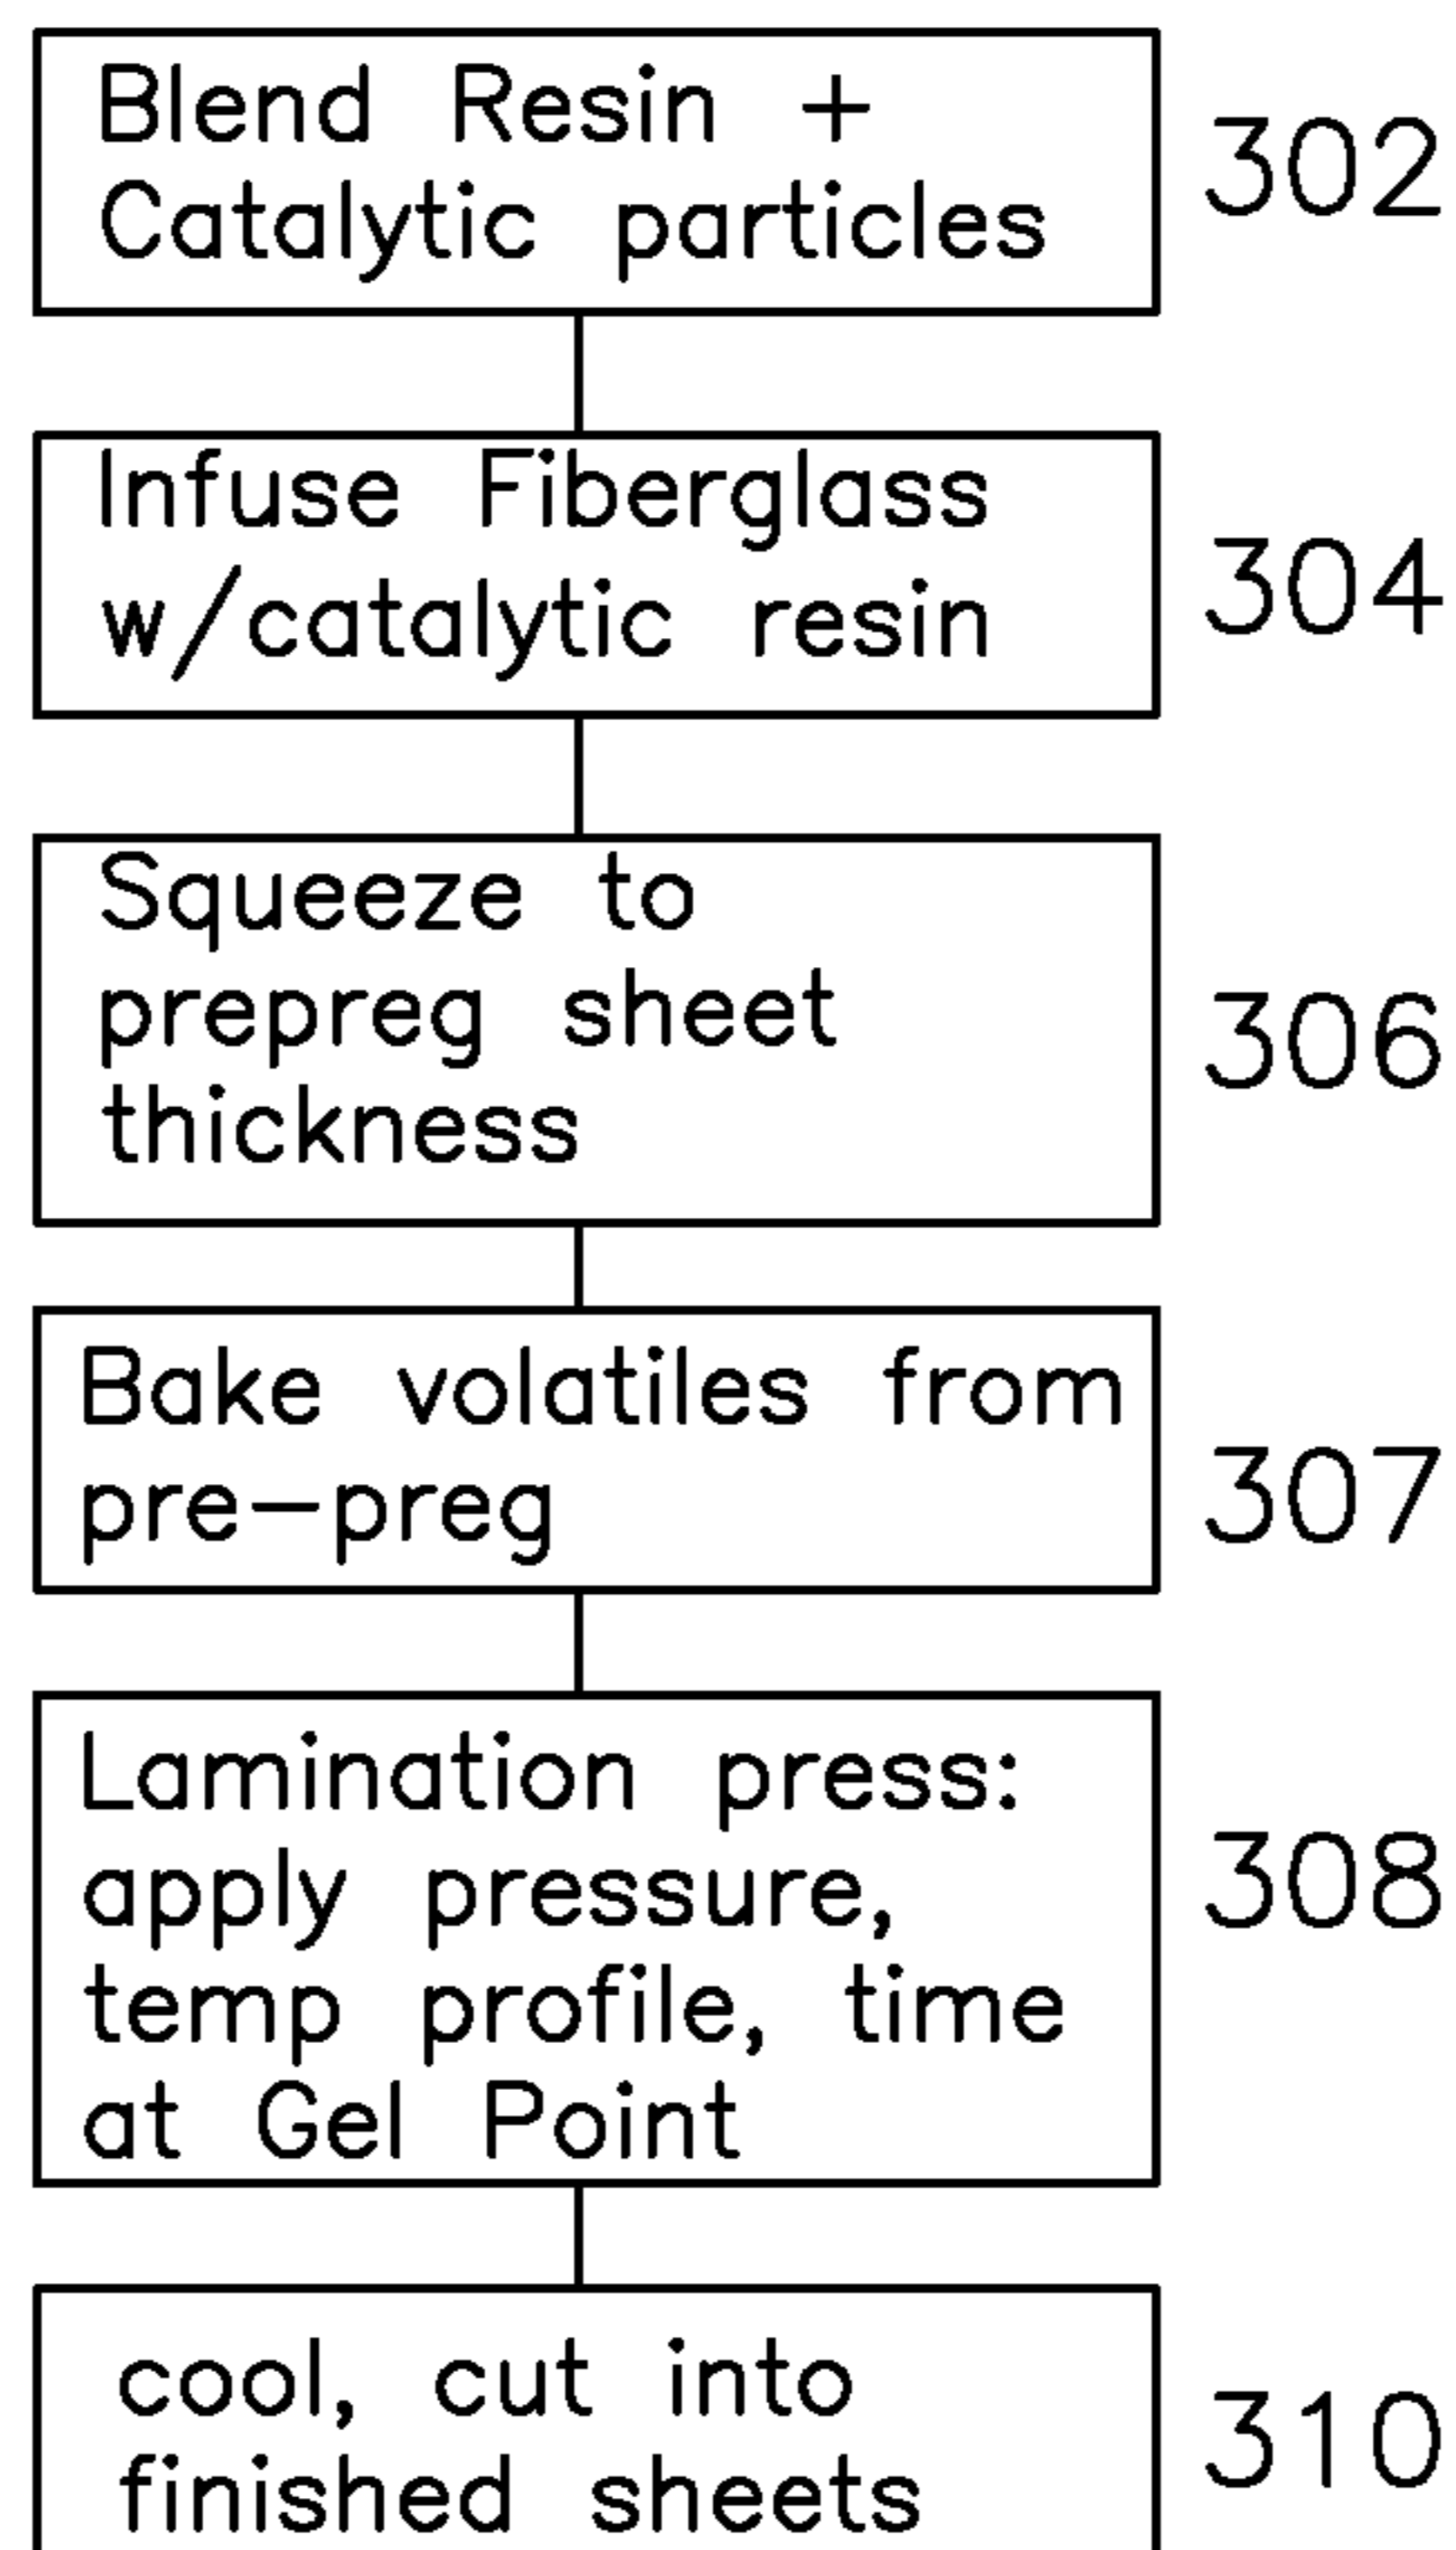 Blend Resin +
Catalytic particles
302
Infuse Fiberglass
w/catalytic resin
304
Squeeze to
prepreg sheet
thickness
306
Bake volatiles from
pre-preg
307
Lamination press:
apply pressure,
temp profile, time
at Gel Point
308
cool, cut into
finished sheets
310